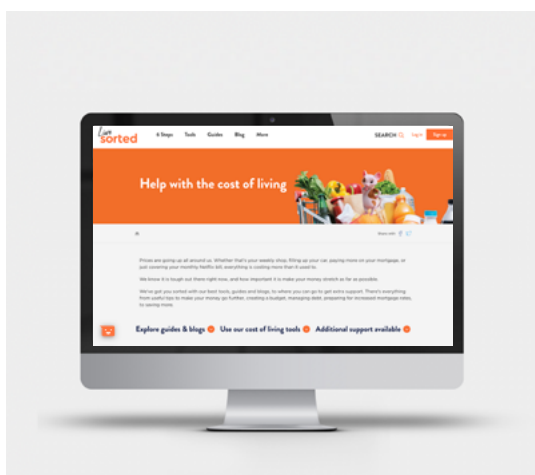 Live
sorted
6 Steps Tools Guides Blog More SEARCH Log in Sign up
Help with the cost of living
Share with
Prices are going up all around us. Whether that's your weekly shop, filling up your car, paying more on your mortgage, or
just covering your monthly Netflix bill, everything is costing more than it used to.
We know it is tough out there right now, and how important it is to make your money stretch as far as possible.
We've got you sorted with our best tools, guides and blogs, to where you can go to get extra support. There's everything
from useful tips to make your money go further, creating a budget, managing debt, preparing for increased mortgage rates,
to saving more.
Explore guides & blogs Use our cost of living tools Additional support available